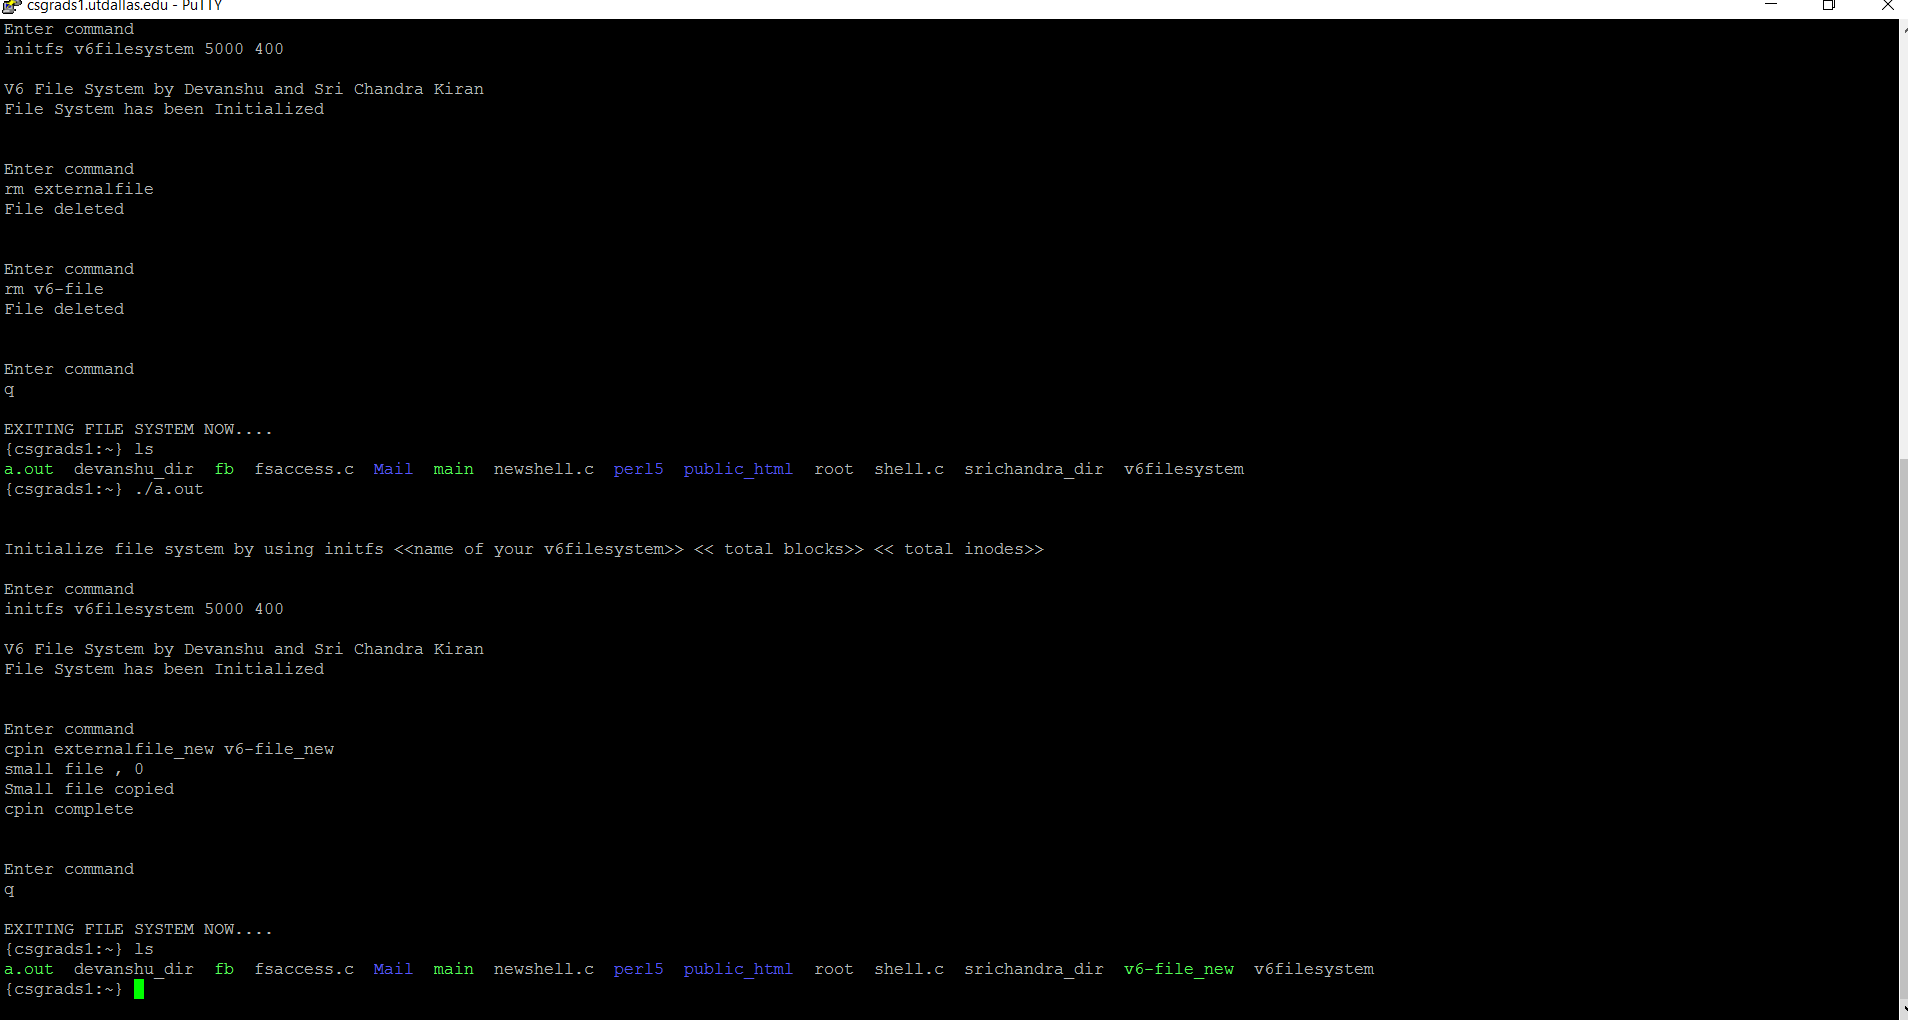 csgrads1.utdallas.edu - PuTTY
Enter command
initfs v6filesystem 5000 400
V6 File System by Devanshu and Sri Chandra Kiran
File System has been Initialized
Enter command
rm externalfile
File deleted
Enter command
rm v6-file
File deleted
Enter command
q
EXITING FILE SYSTEM NOW....
{csgrads1:~} ls
a.out  devanshu_dir  fb  fsaccess.c  Mail  main  newshell.c  perl5  public_html  root  shell.c  srichandra_dir  v6filesystem
{csgrads1:~} ./a.out
Initialize file system by using initfs <<name of your v6filesystem>> << total blocks>> << total inodes>>
Enter command
initfs v6filesystem 5000 400
V6 File System by Devanshu and Sri Chandra Kiran
File System has been Initialized
Enter command
cpin externalfile_new v6-file_new
small file , 0
Small file copied
cpin complete
Enter command
q
EXITING FILE SYSTEM NOW....
{csgrads1:~} ls
a.out  devanshu_dir  fb  fsaccess.c  Mail  main  newshell.c  perl5  public_html  root  shell.c  srichandra_dir  v6-file_new  v6filesystem
{csgrads1:~}